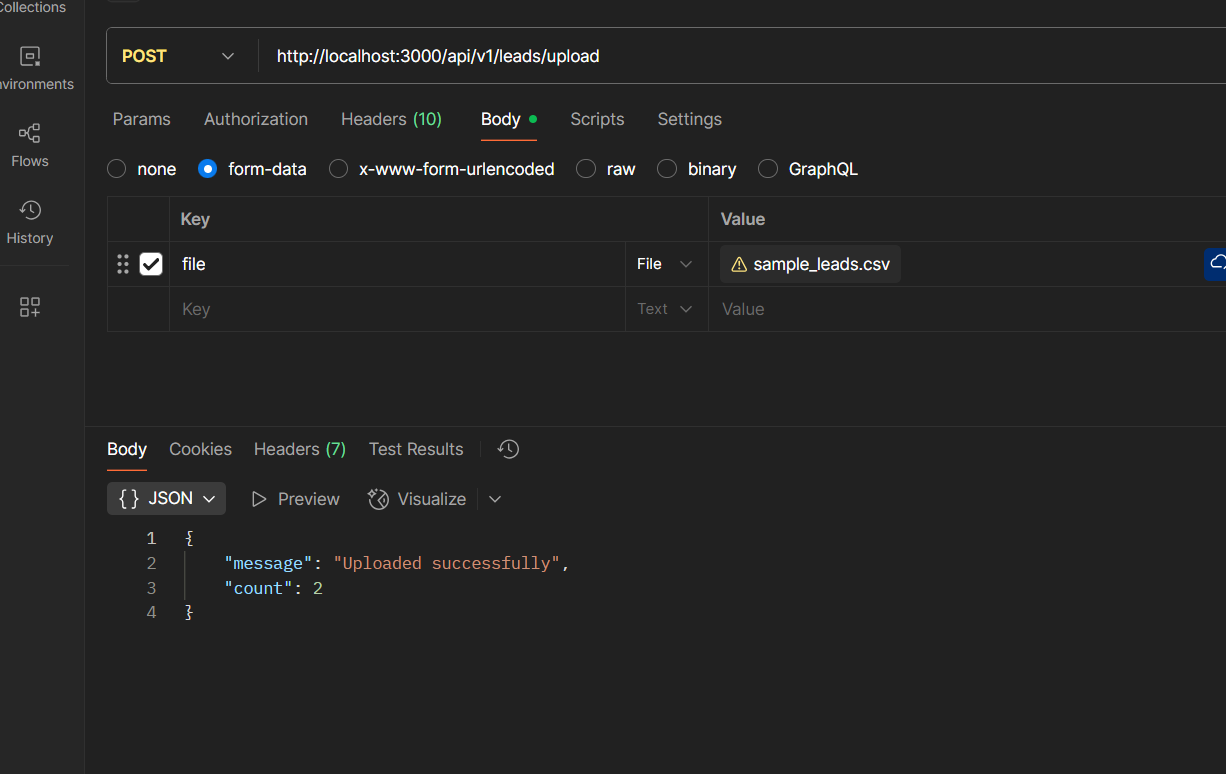 Collections
POST http://localhost:3000/api/v1/leads/upload
nvironments
Params Authorization Headers (10) Body Scripts Settings
Flows
none form-data x-www-form-urlencoded raw binary GraphQL
History
Key Value
file File sample_leads.csv
Key Text Value
Body Cookies Headers (7) Test Results
{} JSON Preview Visualize
1 {
2 "message": "Uploaded successfully",
3 "count": 2
4 }